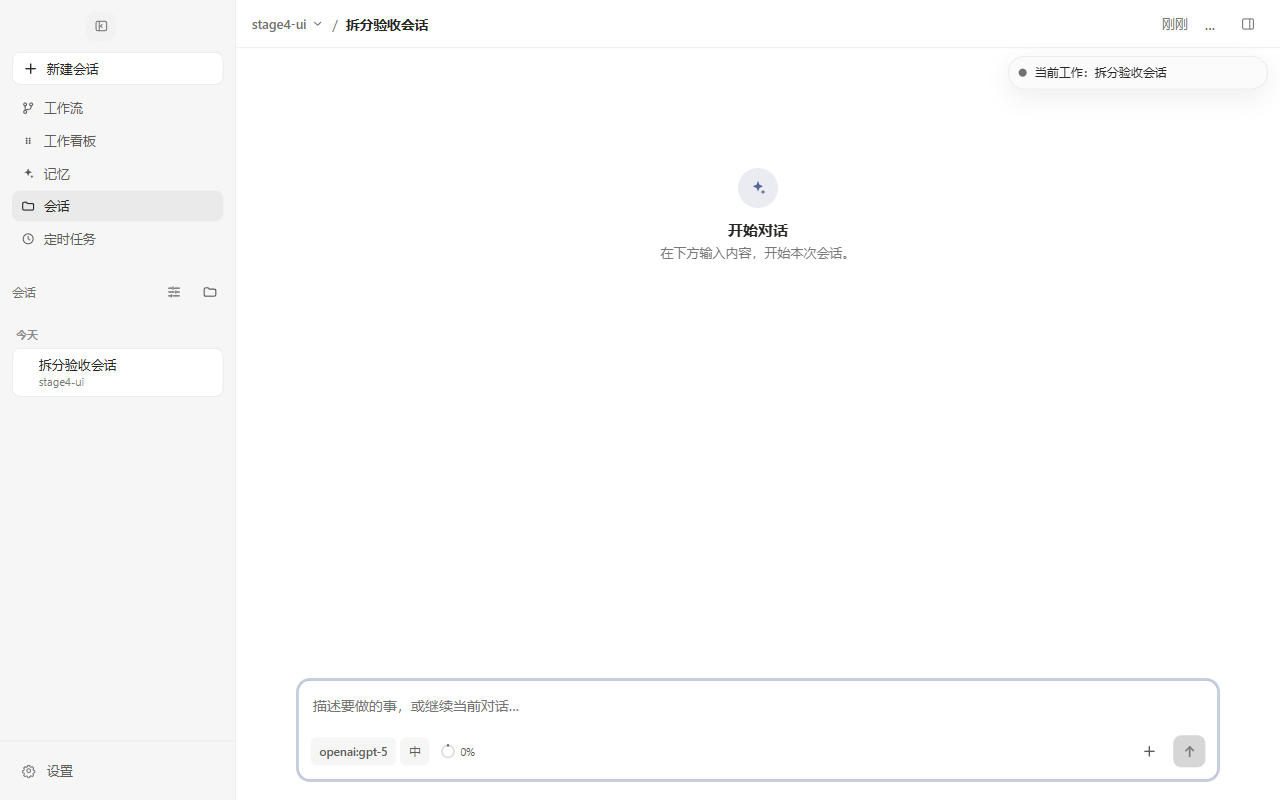 新建会话
工作流
工作看板
记忆
会话
定时任务
会话
今天
拆分验收会话
stage4-ui
设置
stage4-ui / 拆分验收会话
刚刚 ...
当前工作：拆分验收会话
开始对话
在下方输入内容，开始本次会话。
描述要做的事，或继续当前对话...
openai:gpt-5 中 0%